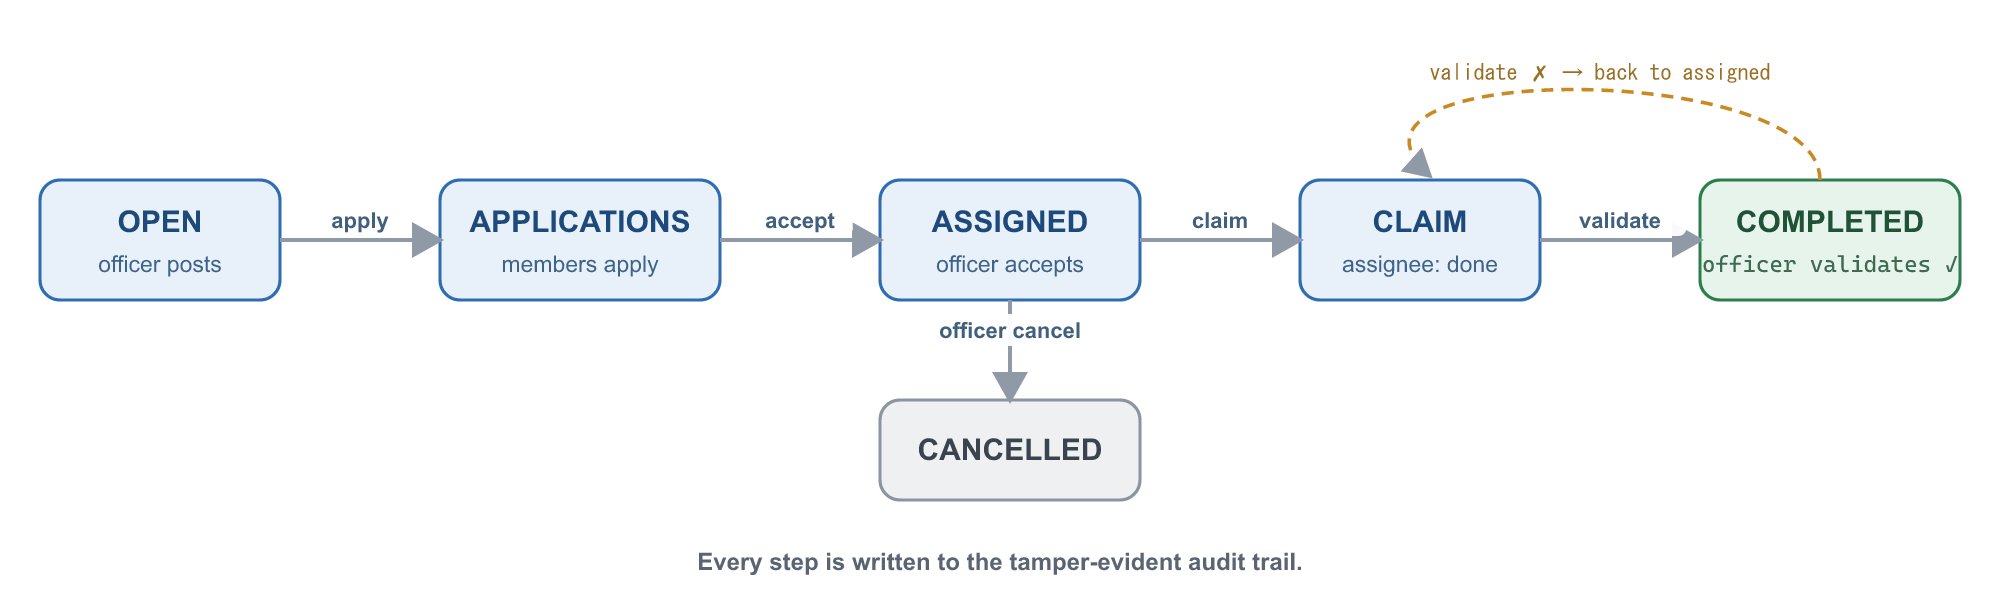 validate ✗ → back to assigned
OPEN
officer posts
apply
APPLICATIONS
members apply
accept
ASSIGNED
officer accepts
claim
CLAIM
assignee: done
validate
COMPLETED
officer validates ✓
officer cancel
CANCELLED
Every step is written to the tamper-evident audit trail.